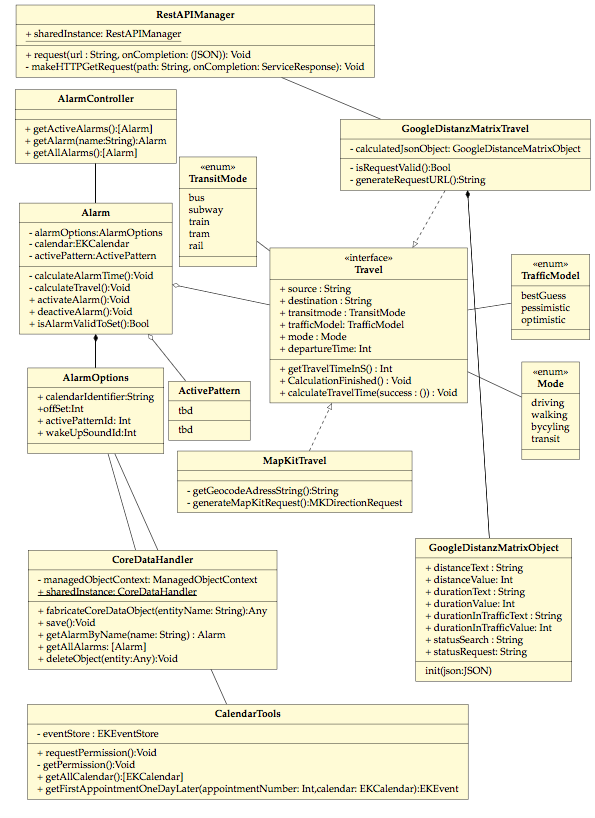 RestAPIManager
+ sharedInstance: RestAPIManager
+ request(url : String, onCompletion: (JSON)): Void
- makeHTTPGetRequest(path: String, onCompletion: ServiceResponse): Void
AlarmController
+ getActiveAlarms():[Alarm]
+ getAlarm(name:String):Alarm
+ getAllAlarms():[Alarm]
GoogleDistanzMatrixTravel
- calculatedJsonObject: GoogleDistanceMatrixObject
- isRequestValid():Bool
- generateRequestURL():String
«enum»
TransitMode
bus
subway
train
tram
rail
Alarm
- alarmOptions:AlarmOptions
- calendar:EKCalendar
- activePattern:ActivePattern
- calculateAlarmTime():Void
- calculateTravel():Void
+ activateAlarm():Void
+ deactiveAlarm():Void
+ isAlarmValidToSet():Bool
«interface»
Travel
+ source : String
+ destination : String
+ transitmode : TransitMode
+ trafficModel: TrafficModel
+ mode : Mode
+ departureTime: Int
+ getTravelTimeInS() : Int
+ CalculationFinished() : Void
+ calculateTravelTime(success : ()) : Void
«enum»
TrafficModel
bestGuess
pessimistic
optimistic
«enum»
Mode
driving
walking
bycyling
transit
AlarmOptions
+ calendarIdentifier:String
+offSet:Int
+ activePatternId: Int
+ wakeUpSoundId:Int
ActivePattern
tbd
tbd
MapKitTravel
- getGeocodeAdressString():String
- generateMapKitRequest():MKDirectionRequest
CoreDataHandler
- managedObjectContext: ManagedObjectContext
+ sharedInstance: CoreDataHandler
+ fabricateCoreDataObject(entityName: String):Any
+ save():Void
+ getAlarmByName(name: String) : Alarm
+ getAllAlarms: [Alarm]
+ deleteObject(entity:Any):Void
GoogleDistanzMatrixObject
+ distanceText : String
+ distanceValue: Int
+ durationText : String
+ durationValue: Int
+ durationInTrafficText : String
+ durationInTrafficValue: Int
+ statusSearch : String
+ statusRequest: String
init(json:JSON)
CalendarTools
- eventStore : EKEventStore
+ requestPermission():Void
- getPermission():Void
+ getAllCalendar():[EKCalendar]
+ getFirstAppointmentOneDayLater(appointmentNumber: Int,calendar: EKCalendar):EKEvent